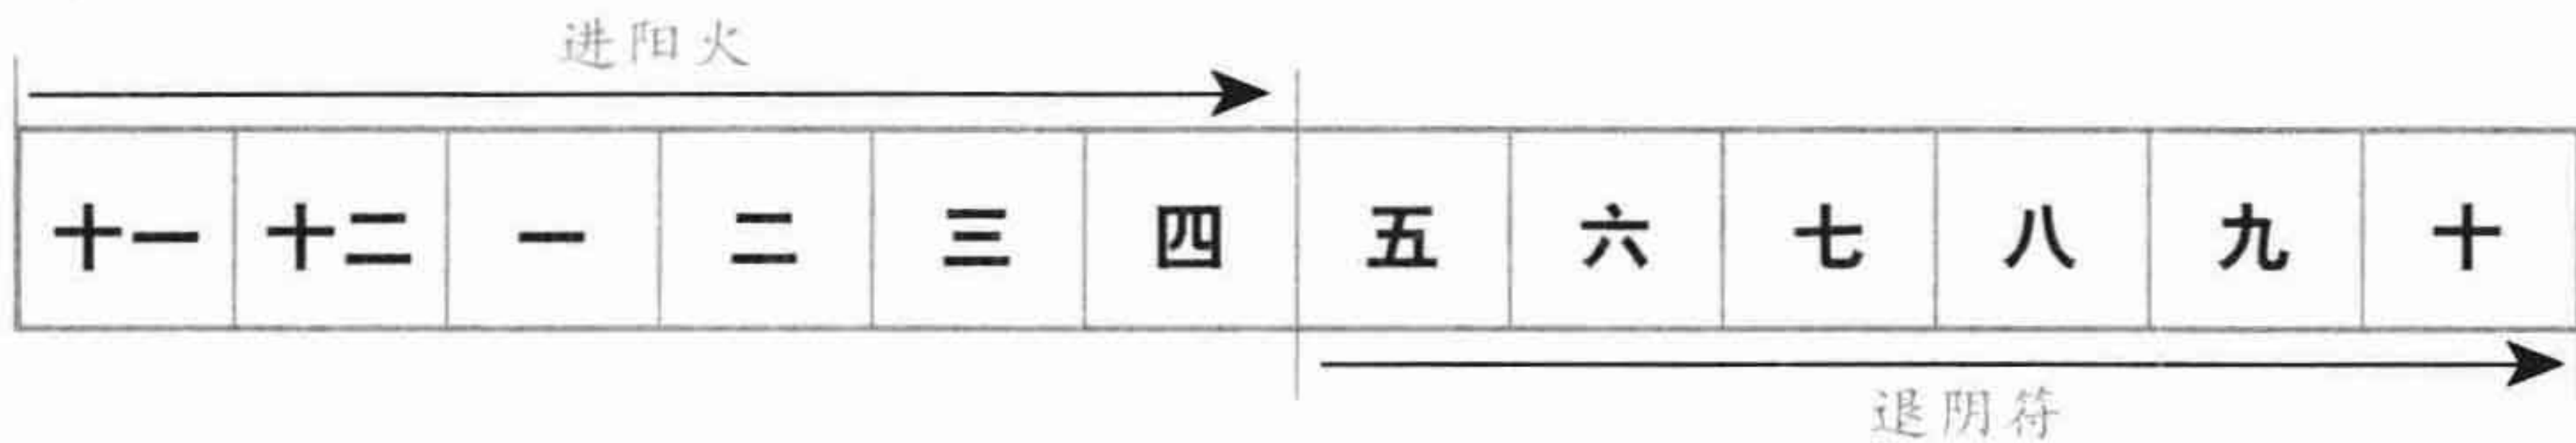 进阳火
十一 十二 一 二 三 四 五 六 七 八 九 十
退阴符